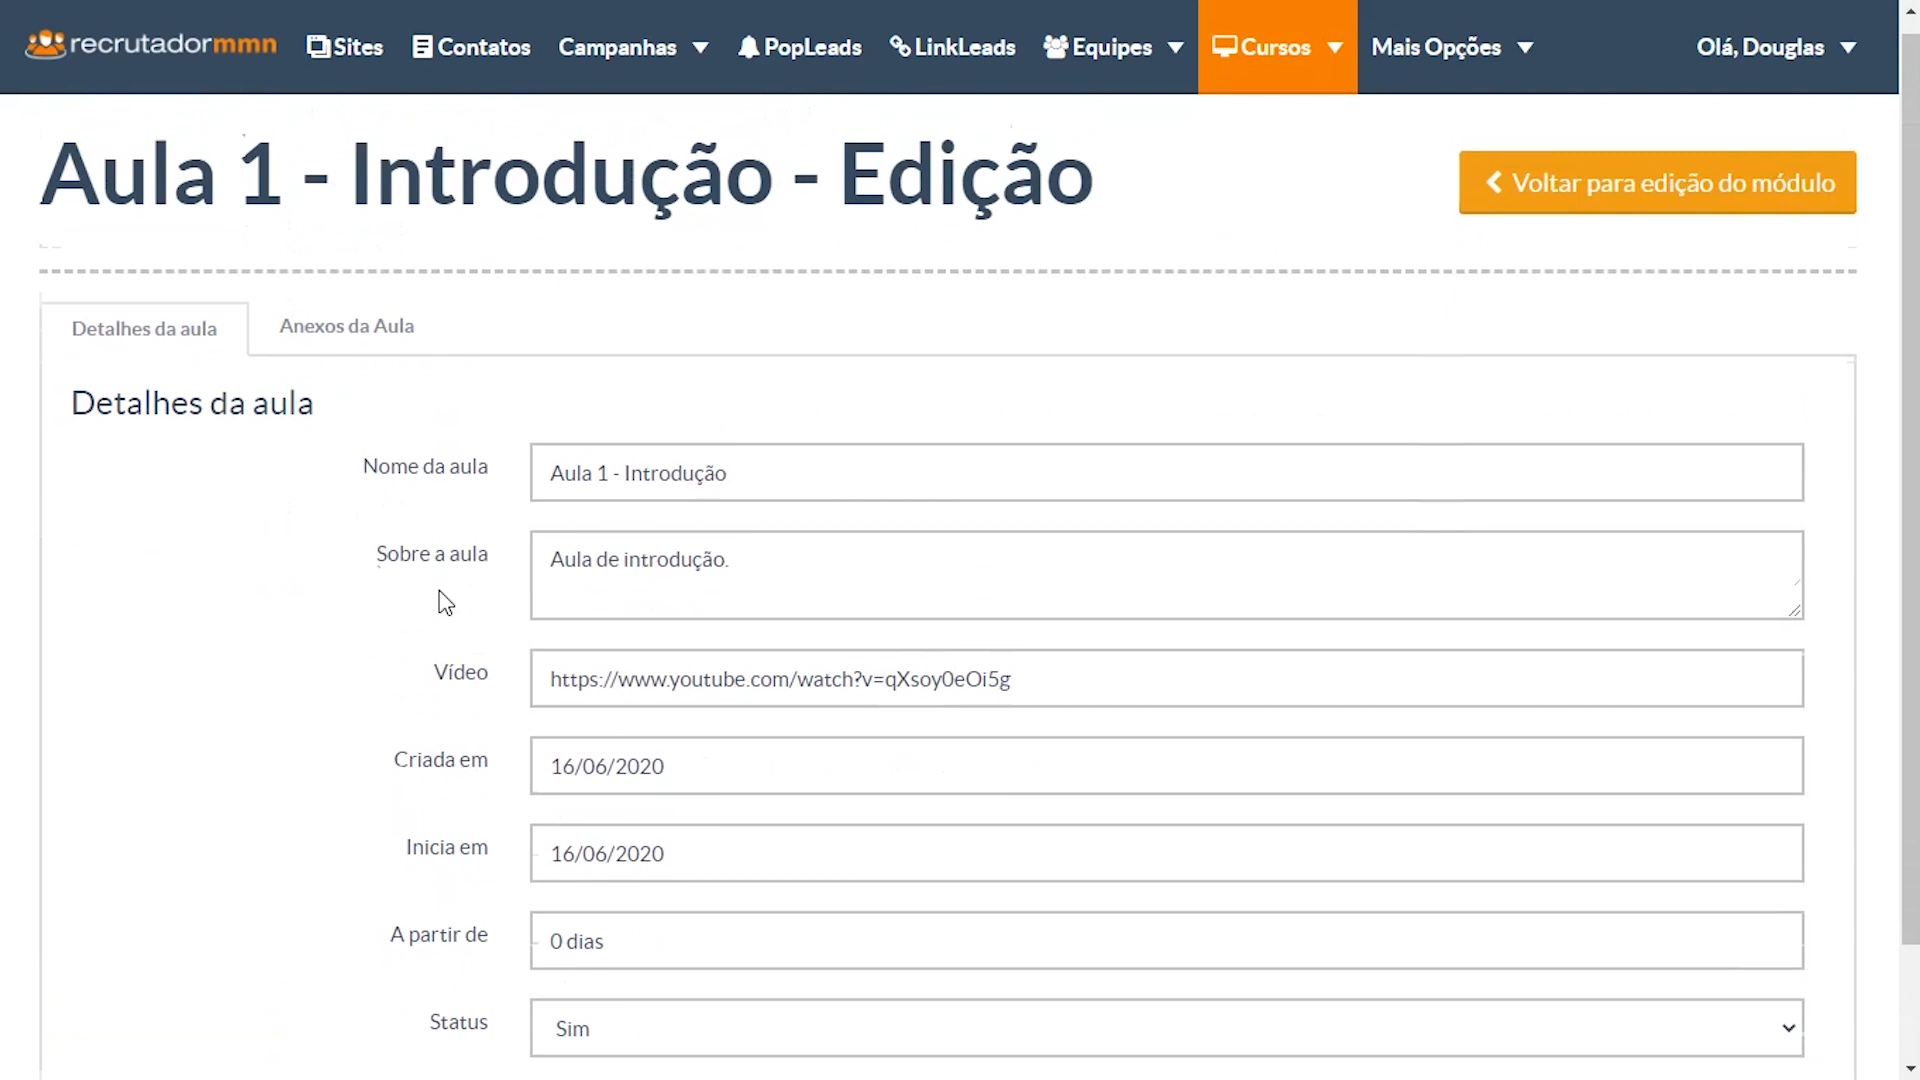 recrutadormmn Sites Contatos Campanhas PopLeads LinkLeads Equipes Cursos Mais Opções Olá, Douglas
Aula 1 - Introdução - Edição
Voltar para edição do módulo
Detalhes da aula Anexos da Aula
Detalhes da aula
Nome da aula Aula 1 - Introdução
Sobre a aula Aula de introdução.
Vídeo https://www.youtube.com/watch?v=qXsoy0eOi5g
Criada em 16/06/2020
Inicia em 16/06/2020
A partir de 0 dias
Status Sim